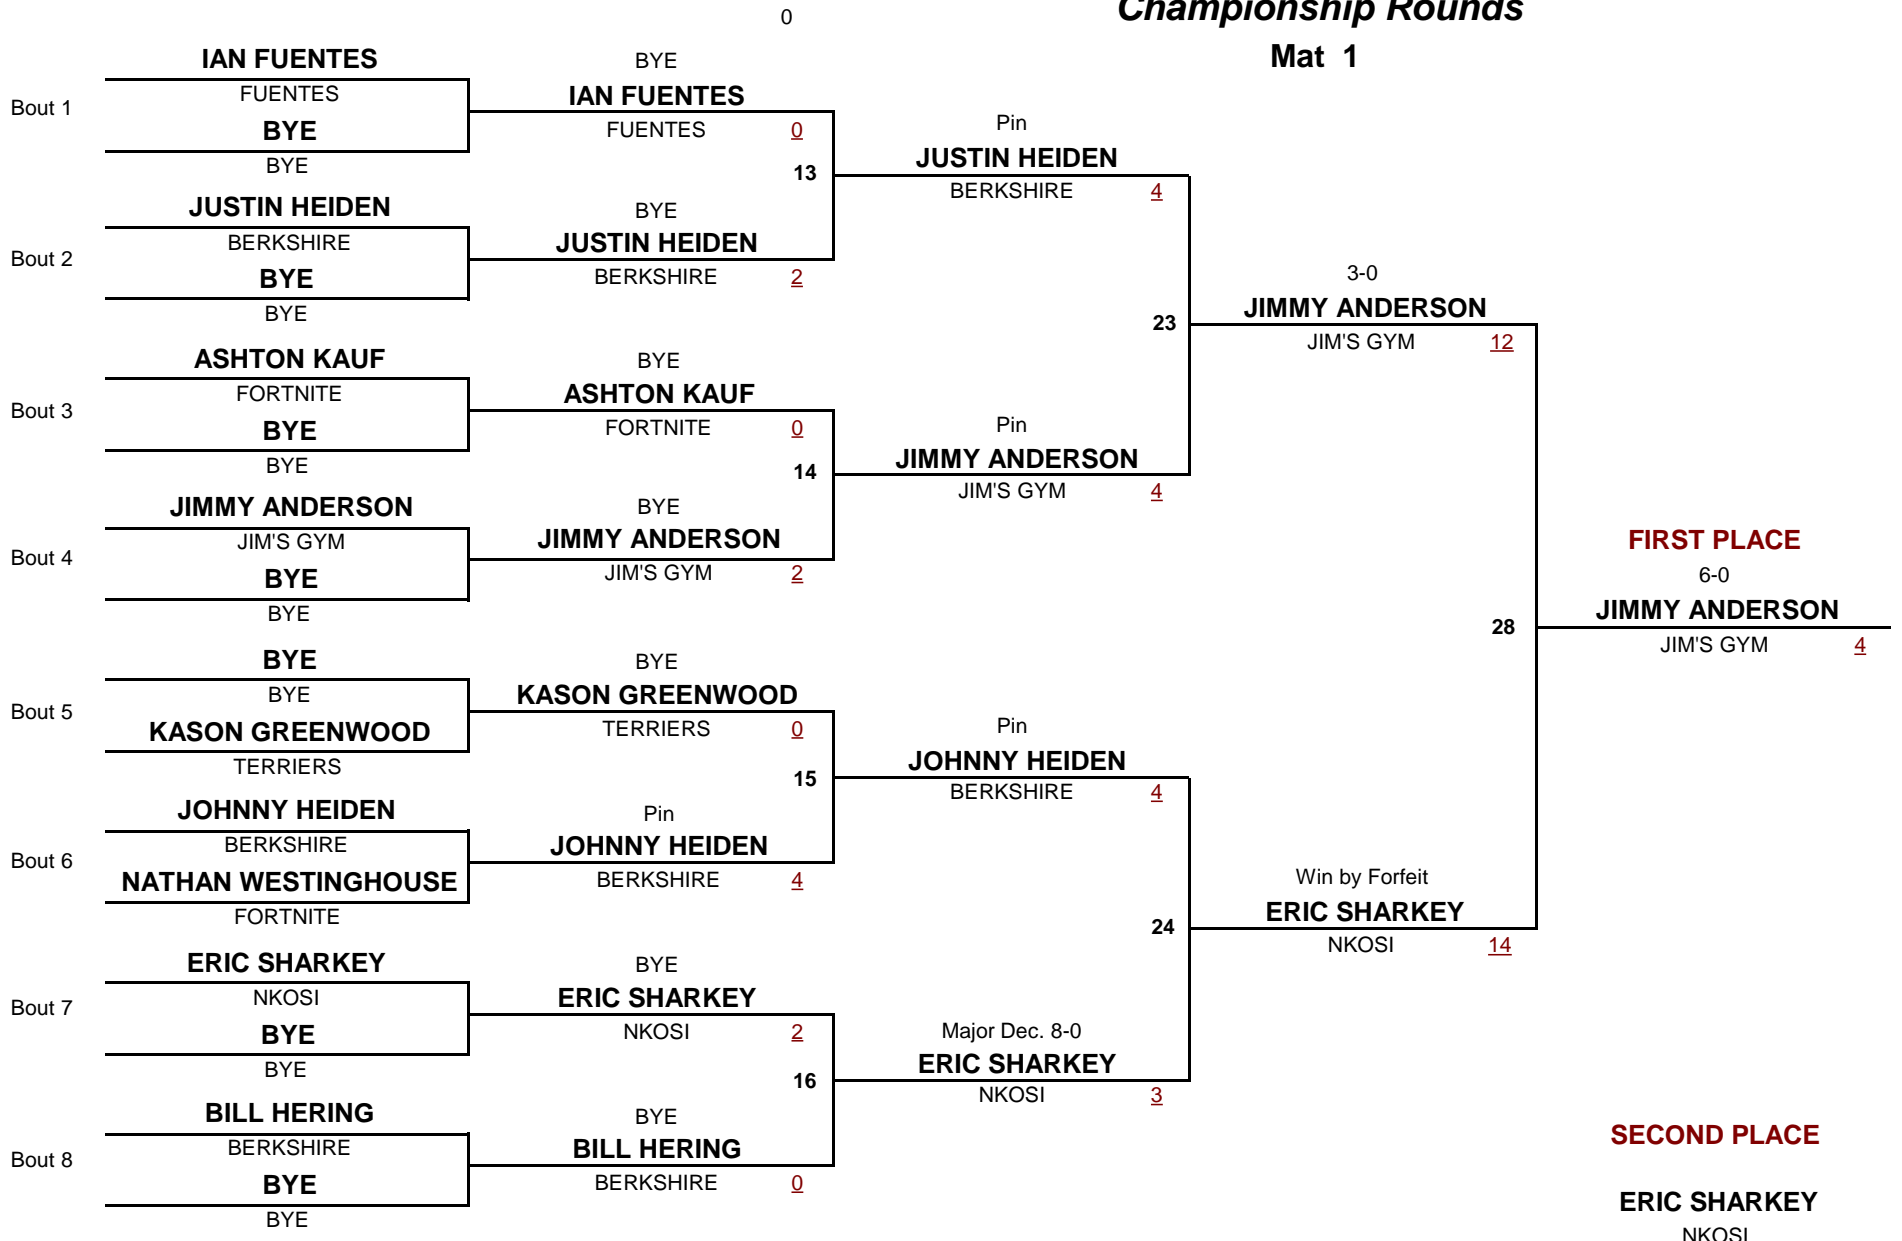 0
Championship Rounds
Mat 1
IAN FUENTES
FUENTES
Bout 1
BYE
BYE
JUSTIN HEIDEN
BERKSHIRE
Bout 2
BYE
BYE
ASHTON KAUF
FORTNITE
Bout 3
BYE
BYE
JIMMY ANDERSON
JIM'S GYM
Bout 4
BYE
BYE
BYE
BYE
Bout 5
KASON GREENWOOD
TERRIERS
JOHNNY HEIDEN
BERKSHIRE
Bout 6
NATHAN WESTINGHOUSE
FORTNITE
ERIC SHARKEY
NKOSI
Bout 7
BYE
BYE
BILL HERING
BERKSHIRE
Bout 8
BYE
BYE
BYE
IAN FUENTES
FUENTES 0
13
BYE
JUSTIN HEIDEN
BERKSHIRE 2
BYE
ASHTON KAUF
FORTNITE 0
14
BYE
JIMMY ANDERSON
JIM'S GYM 2
BYE
KASON GREENWOOD
TERRIERS 0
15
Pin
JOHNNY HEIDEN
BERKSHIRE 4
BYE
ERIC SHARKEY
NKOSI 2
16
BYE
BILL HERING
BERKSHIRE 0
Pin
JUSTIN HEIDEN
BERKSHIRE 4
23
Pin
JIMMY ANDERSON
JIM'S GYM 4
Pin
JOHNNY HEIDEN
BERKSHIRE 4
24
Major Dec. 8-0
ERIC SHARKEY
NKOSI 3
3-0
JIMMY ANDERSON
JIM'S GYM 12
28
Win by Forfeit
ERIC SHARKEY
NKOSI 14
FIRST PLACE
6-0
JIMMY ANDERSON
JIM'S GYM 4
SECOND PLACE
ERIC SHARKEY
NKOSI